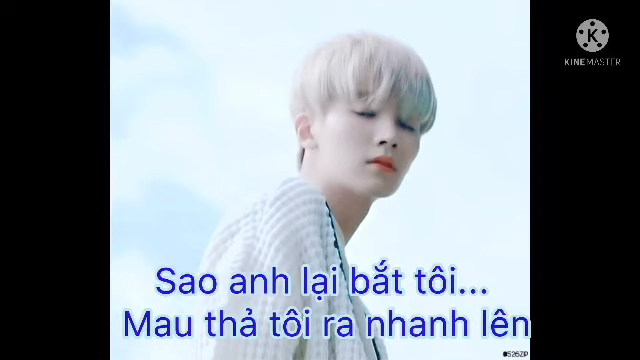 KINEMASTER
Sao anh lại bắt tôi...
Mau thả tôi ra nhanh lên